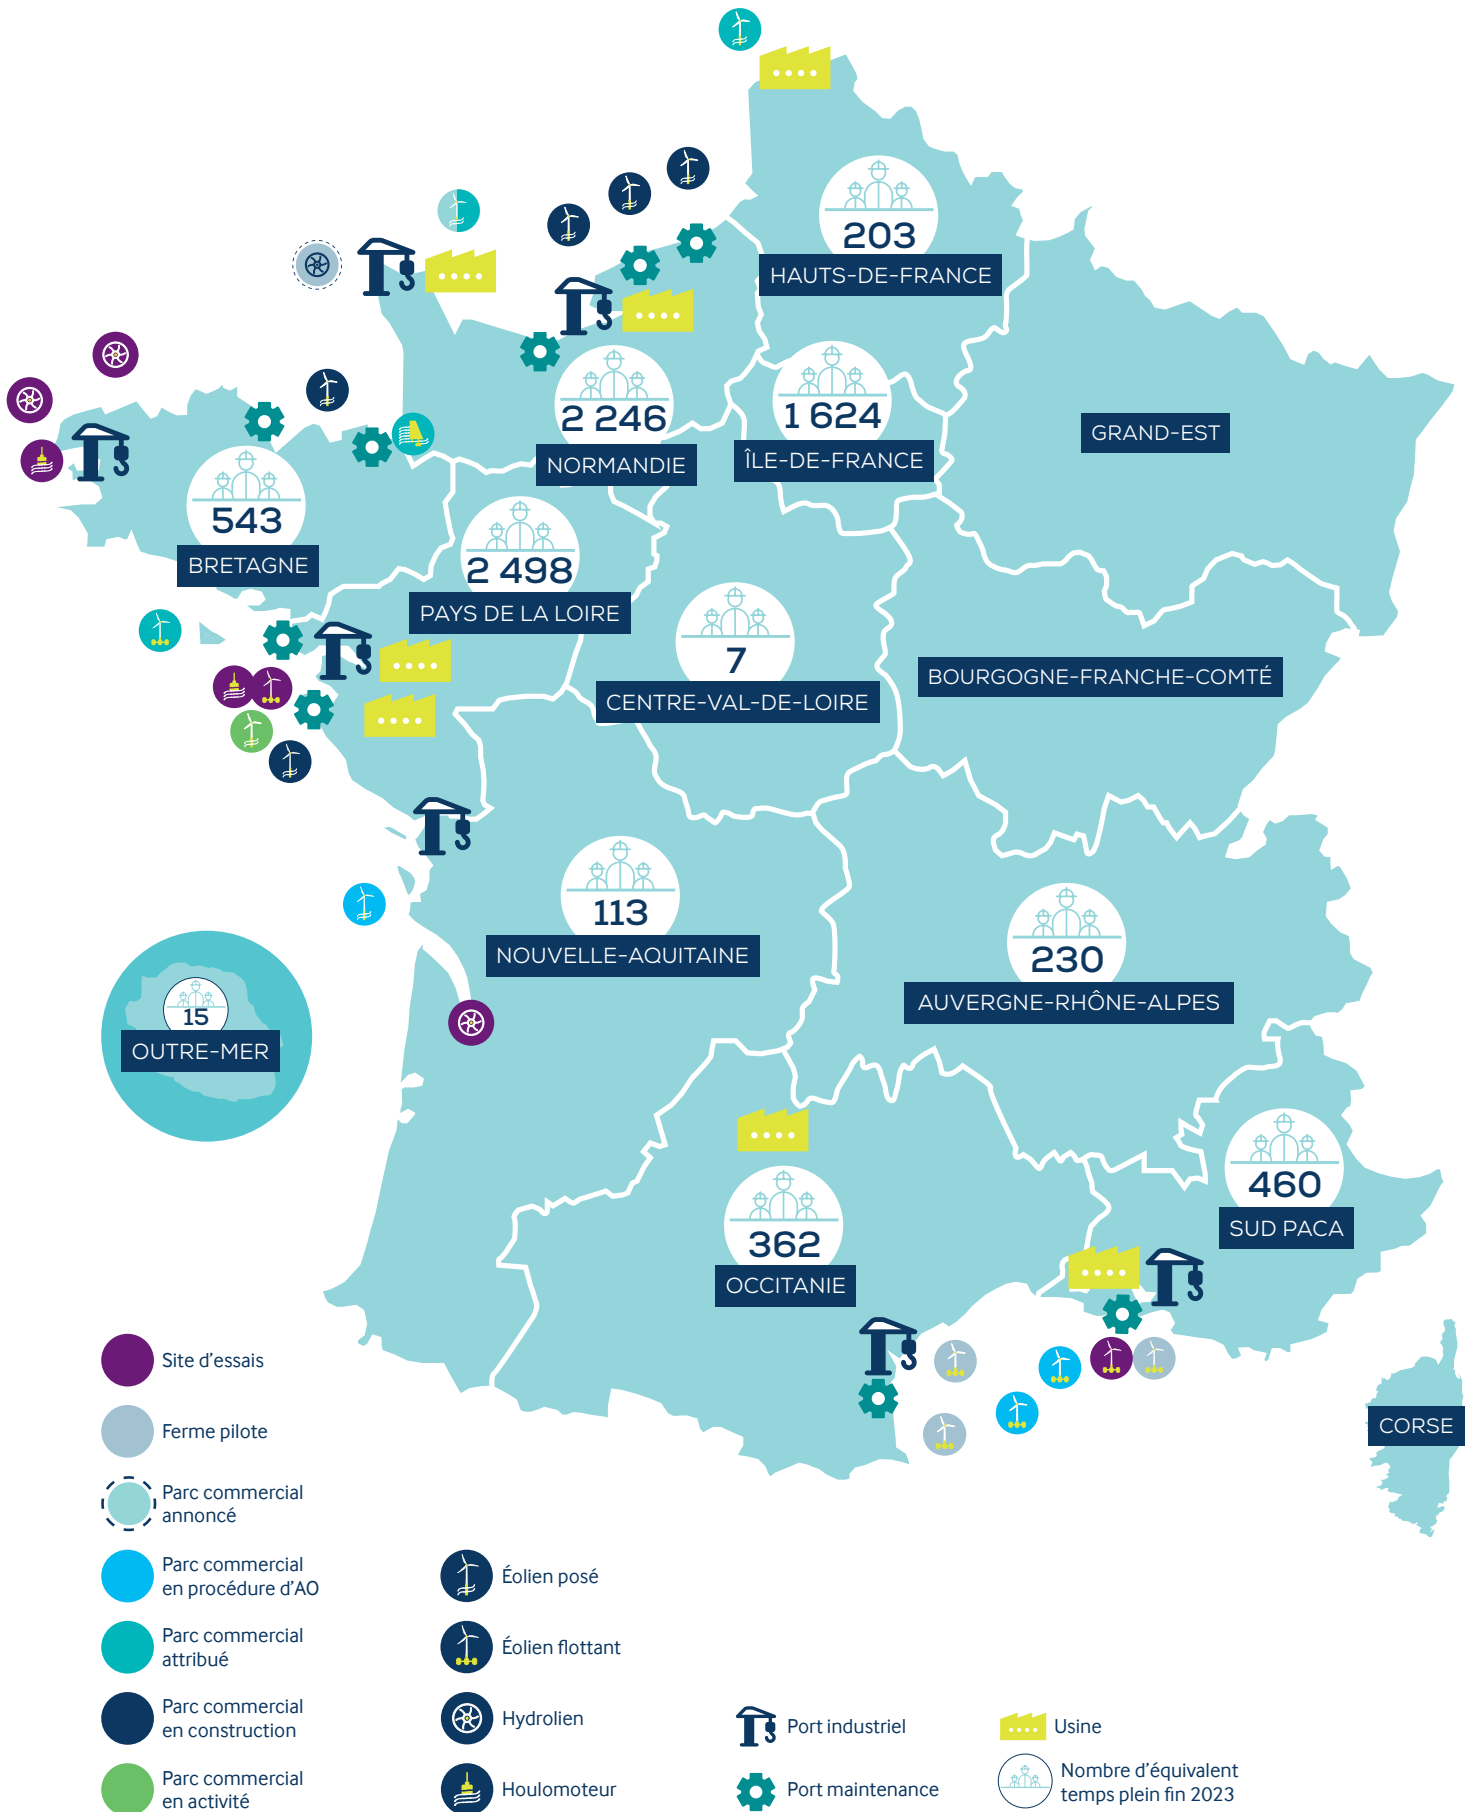 203
HAUTS-DE-FRANCE
2 246
NORMANDIE
1 624
ÎLE-DE-FRANCE
GRAND-EST
543
BRETAGNE
2 498
PAYS DE LA LOIRE
7
CENTRE-VAL-DE-LOIRE
BOURGOGNE-FRANCHE-COMTÉ
113
NOUVELLE-AQUITAINE
230
AUVERGNE-RHÔNE-ALPES
15
OUTRE-MER
460
SUD PACA
362
OCCITANIE
CORSE
Site d'essais
Ferme pilote
Parc commercial
annoncé
Parc commercial
en procédure d'AO
Parc commercial
attribué
Parc commercial
en construction
Parc commercial
en activité
Éolien posé
Éolien flottant
Hydrolien
Houlomoteur
Port industriel
Port maintenance
Usine
Nombre d'équivalent
temps plein fin 2023